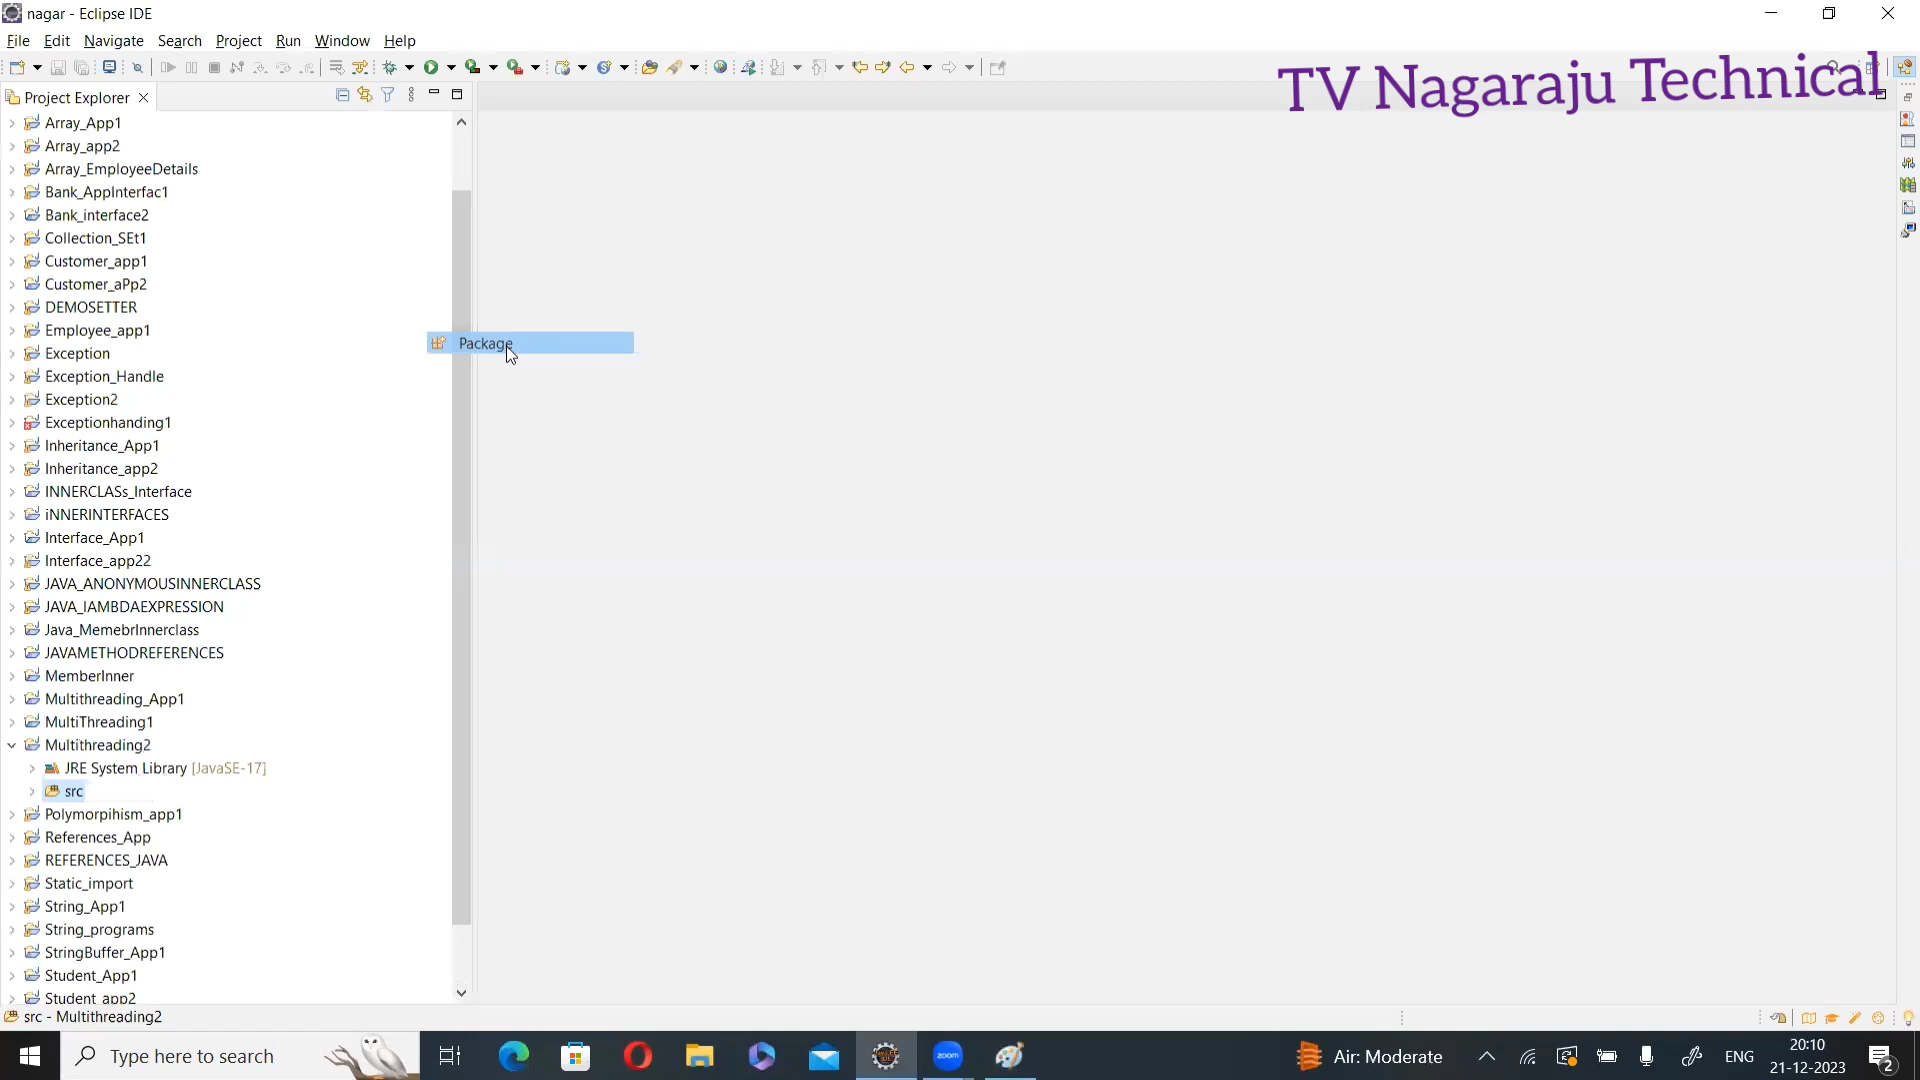 nagar - Eclipse IDE
File Edit Navigate Search Project Run Window Help
TV Nagaraju Technical
Project Explorer
Array_App1
Array_app2
Array_EmployeeDetails
Bank_AppInterfac1
Bank_interface2
Collection_SEt1
Customer_app1
Customer_aPp2
DEMOSETTER
Employee_app1
Package
Exception
Exception_Handle
Exception2
Exceptionhanding1
Inheritance_App1
Inheritance_app2
INNERCLASs_Interface
iNNERINTERFACES
Interface_App1
Interface_app22
JAVA_ANONYMOUSINNERCLASS
JAVA_lAMBDAEXPRESSION
Java_MemebrInnerclass
JAVAMETHODREFERENCES
MemberInner
Multithreading_App1
MultiThreading1
Multithreading2
JRE System Library [JavaSE-17]
src
Polymorpihism_app1
References_App
REFERENCES_JAVA
Static_import
String_App1
String_programs
StringBuffer_App1
Student_App1
Student_app2
src - Multithreading2
Type here to search
zoom
Air: Moderate
ENG
20:10
21-12-2023
2